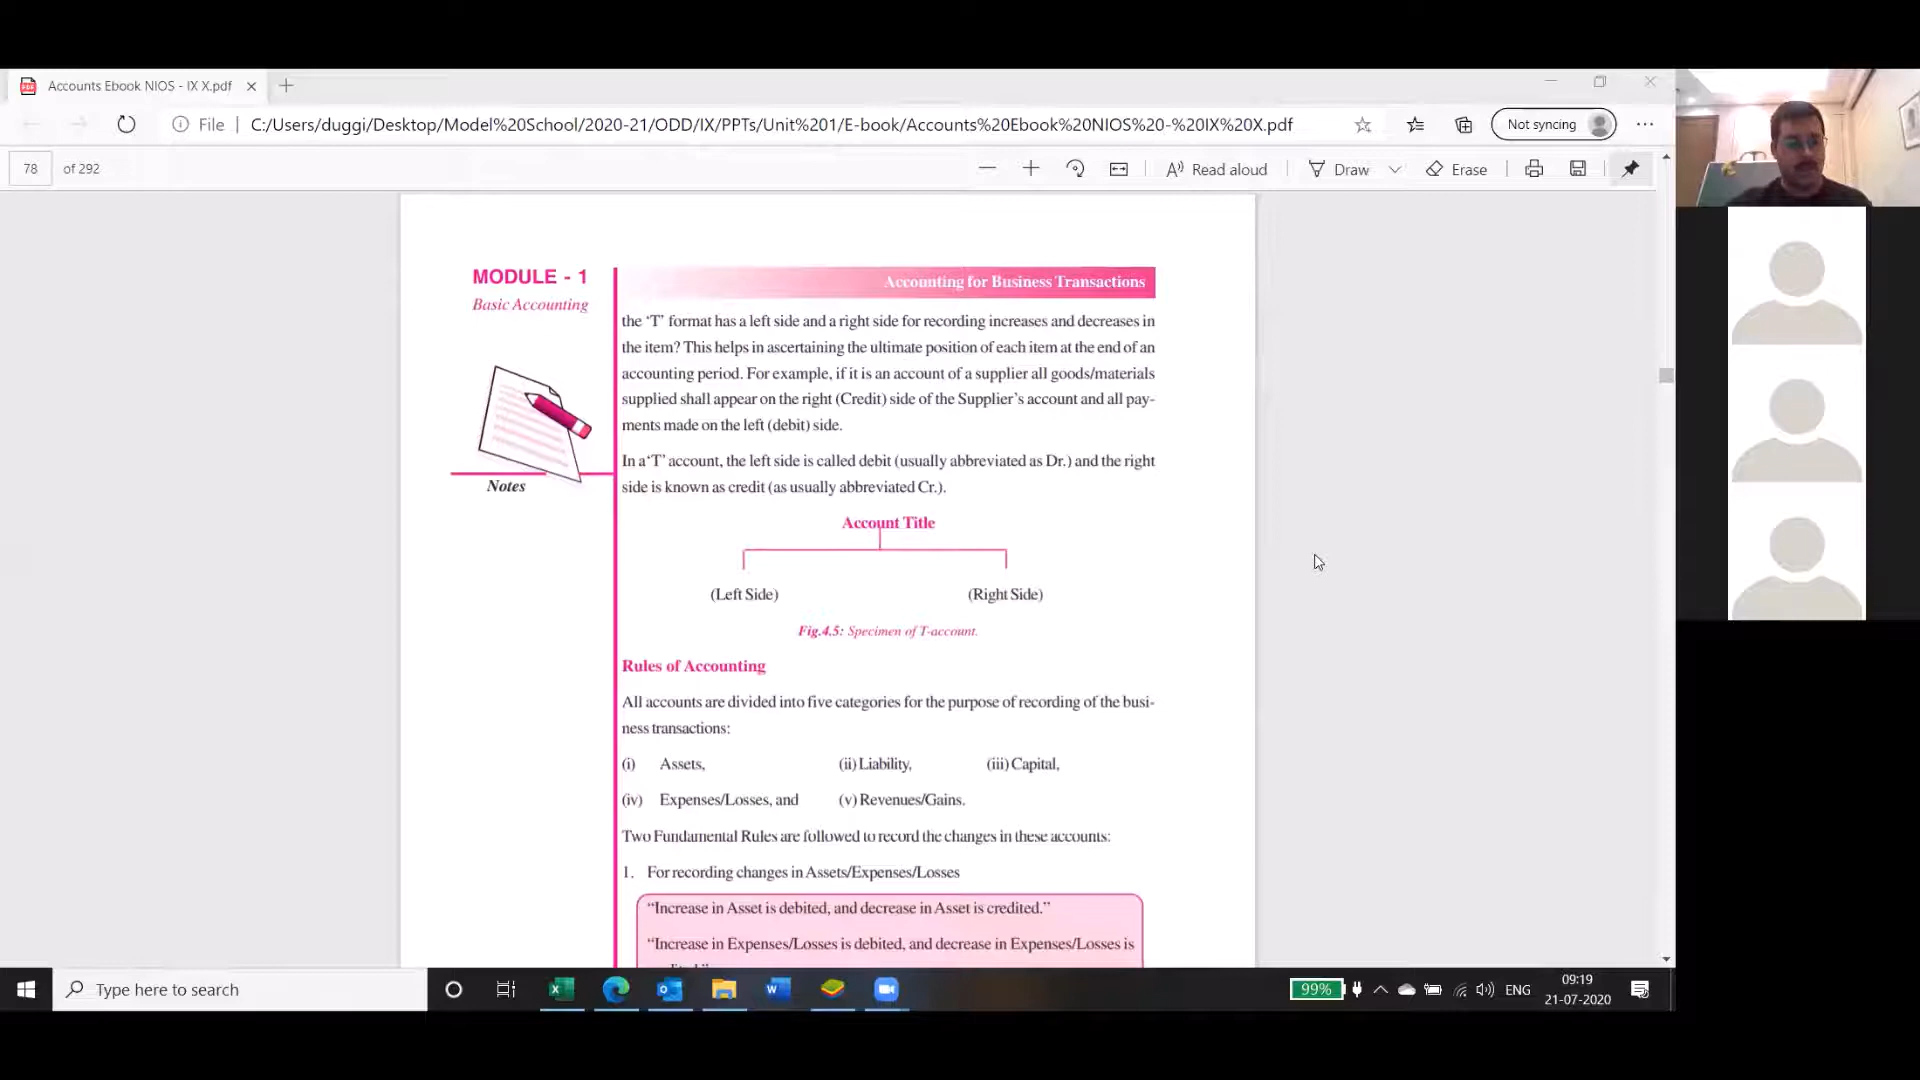 Accounts Ebook NIOS - IX X.pdf
File
C:/Users/duggi/Desktop/Model%20School/2020-21/ODD/IX/PPTs/Unit%201/E-book/Accounts%20Ebook%20NIOS%20-%20IX%20X.pdf
Not syncing
78 of 292
Read aloud
Draw
Erase
MODULE - 1
Basic Accounting
Notes
Accounting for Business Transactions
the ‘T’ format has a left side and a right side for recording increases and decreases in
the item? This helps in ascertaining the ultimate position of each item at the end of an
accounting period. For example, if it is an account of a supplier all goods/materials
supplied shall appear on the right (Credit) side of the Supplier’s account and all pay-
ments made on the left (debit) side.
In a ‘T’ account, the left side is called debit (usually abbreviated as Dr.) and the right
side is known as credit (as usually abbreviated Cr.).
Account Title
(Left Side) (Right Side)
Fig.4.5: Specimen of T-account.
Rules of Accounting
All accounts are divided into five categories for the purpose of recording of the busi-
ness transactions:
(i) Assets, (ii) Liability, (iii) Capital,
(iv) Expenses/Losses, and (v) Revenues/Gains.
Two Fundamental Rules are followed to record the changes in these accounts:
1. For recording changes in Assets/Expenses/Losses
“Increase in Asset is debited, and decrease in Asset is credited.”
“Increase in Expenses/Losses is debited, and decrease in Expenses/Losses is
Type here to search
99%
ENG
09:19
21-07-2020